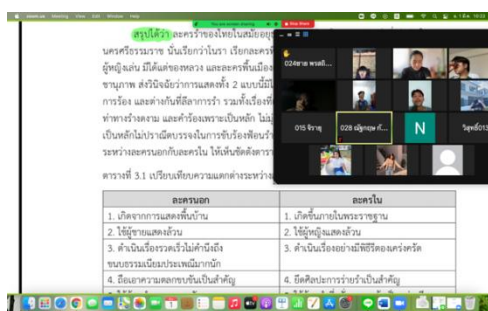 zoom.us Meeting View Edit Window Help
You are screen sharing Stop Share
สรุปได้ว่า ละครรำของไทยในสมัยอยุ
นครศรีธรรมราช นั่นเรียกว่าโนรา เรียกละครที่
ผู้หญิงเล่น มีได้แต่ของหลวง และละครพื้นเมือง
ชานุภาพ ส่งวินิจฉัยว่าการแสดงทั้ง 2 แบบนี้มี
การร้อง และต่างกันที่ลีลาการรำ รวมทั้งเรื่องที่
ท่าทางร่ายรำ และคำร้องเพราะเป็นหลัก
เป็นหลักไม่ปราณีตบรรจงในการขับร้องฟ้อนรำ
ระหว่างละครนอกกับละครใน ให้เห็นชัดดังตาราง
024ชาย พรสถิ...
015 จิรายุ
028 ณัฐกฤษ ก้...
N
วิสุทธิ์013
ตารางที่ 3.1 เปรียบเทียบความแตกต่างระหว่าง
ละครนอก ละครใน
1. เกิดจากการแสดงพื้นบ้าน 1. เกิดขึ้นภายในพระราชฐาน
2. ใช้ผู้ชายแสดงล้วน 2. ใช้ผู้หญิงแสดงล้วน
3. ดำเนินเรื่องรวดเร็วไม่คำนึงถึง 3. ดำเนินเรื่องอย่างมีพิธีรีตองเคร่งครัด
ขนบธรรมเนียมประเพณีมากนัก
4. ถือเอาความตลกขบขันเป็นสำคัญ 4. ยึดศิลปะการร่ายรำเป็นสำคัญ